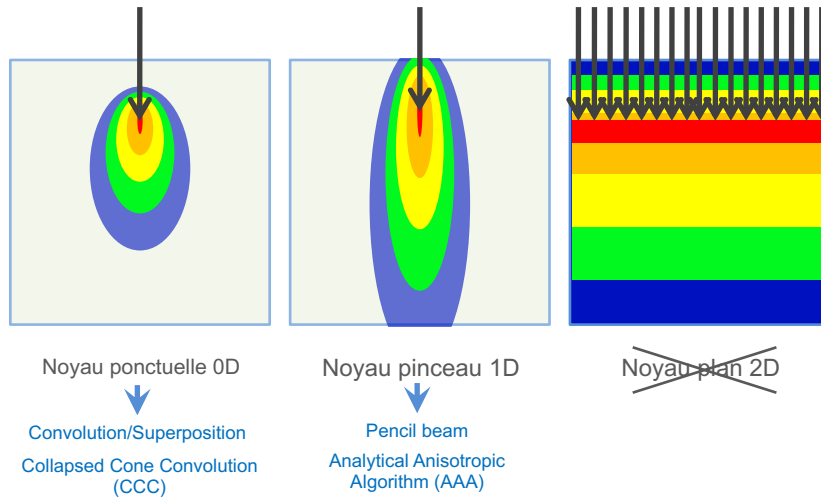 Noyau ponctuelle 0D
Noyau pinceau 1D
Noyau plan 2D
Convolution/Superposition
Collapsed Cone Convolution
(CCC)
Pencil beam
Analytical Anisotropic
Algorithm (AAA)